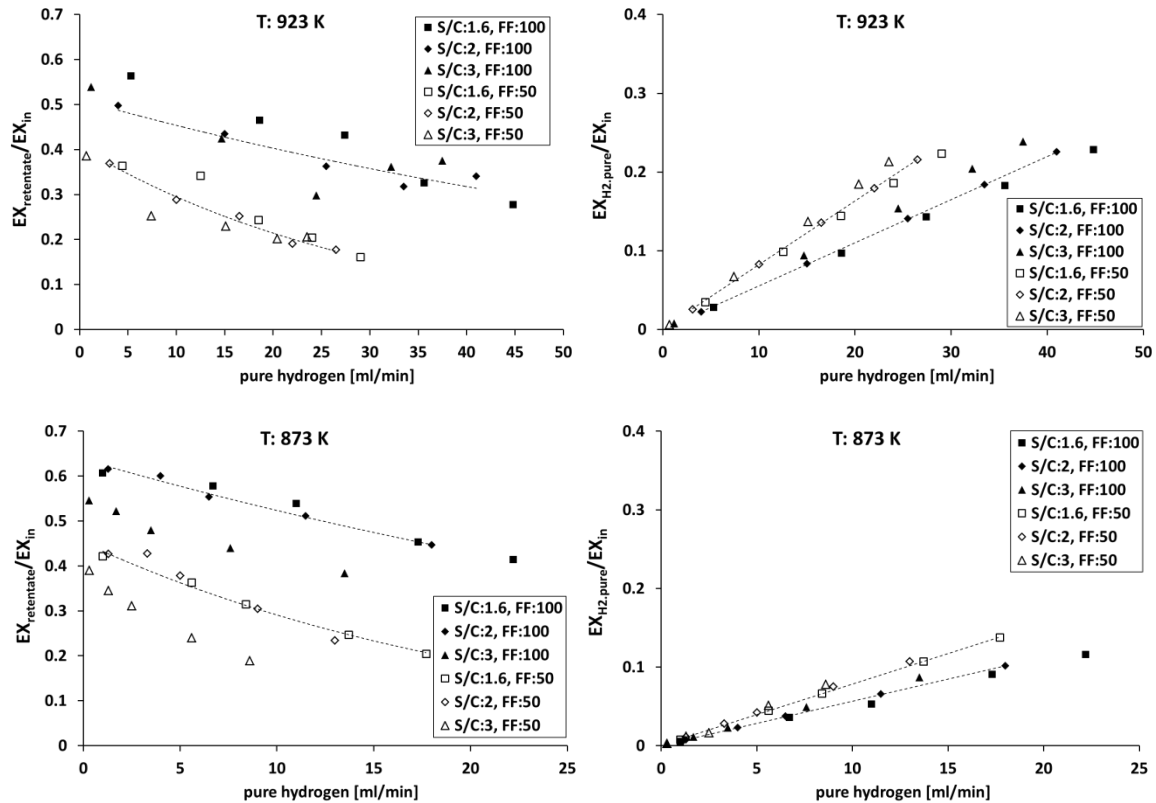 T: 923 K
EXretentate/EXin
0.7
0.6
0.5
0.4
0.3
0.2
0.1
0
S/C:1.6, FF:100
S/C:2, FF:100
S/C:3, FF:100
S/C:1.6, FF:50
S/C:2, FF:50
S/C:3, FF:50
0 5 10 15 20 25 30 35 40 45 50
pure hydrogen [ml/min]
T: 923 K
EXH2.pure/EXin
0.4
0.3
0.2
0.1
0
S/C:1.6, FF:100
S/C:2, FF:100
S/C:3, FF:100
S/C:1.6, FF:50
S/C:2, FF:50
S/C:3, FF:50
0 10 20 30 40 50
pure hydrogen [ml/min]
T: 873 K
EXretentate/EXin
0.7
0.6
0.5
0.4
0.3
0.2
0.1
0
S/C:1.6, FF:100
S/C:2, FF:100
S/C:3, FF:100
S/C:1.6, FF:50
S/C:2, FF:50
S/C:3, FF:50
0 5 10 15 20 25
pure hydrogen [ml/min]
T: 873 K
EXH2.pure/EXin
0.4
0.3
0.2
0.1
0
S/C:1.6, FF:100
S/C:2, FF:100
S/C:3, FF:100
S/C:1.6, FF:50
S/C:2, FF:50
S/C:3, FF:50
0 5 10 15 20 25
pure hydrogen [ml/min]